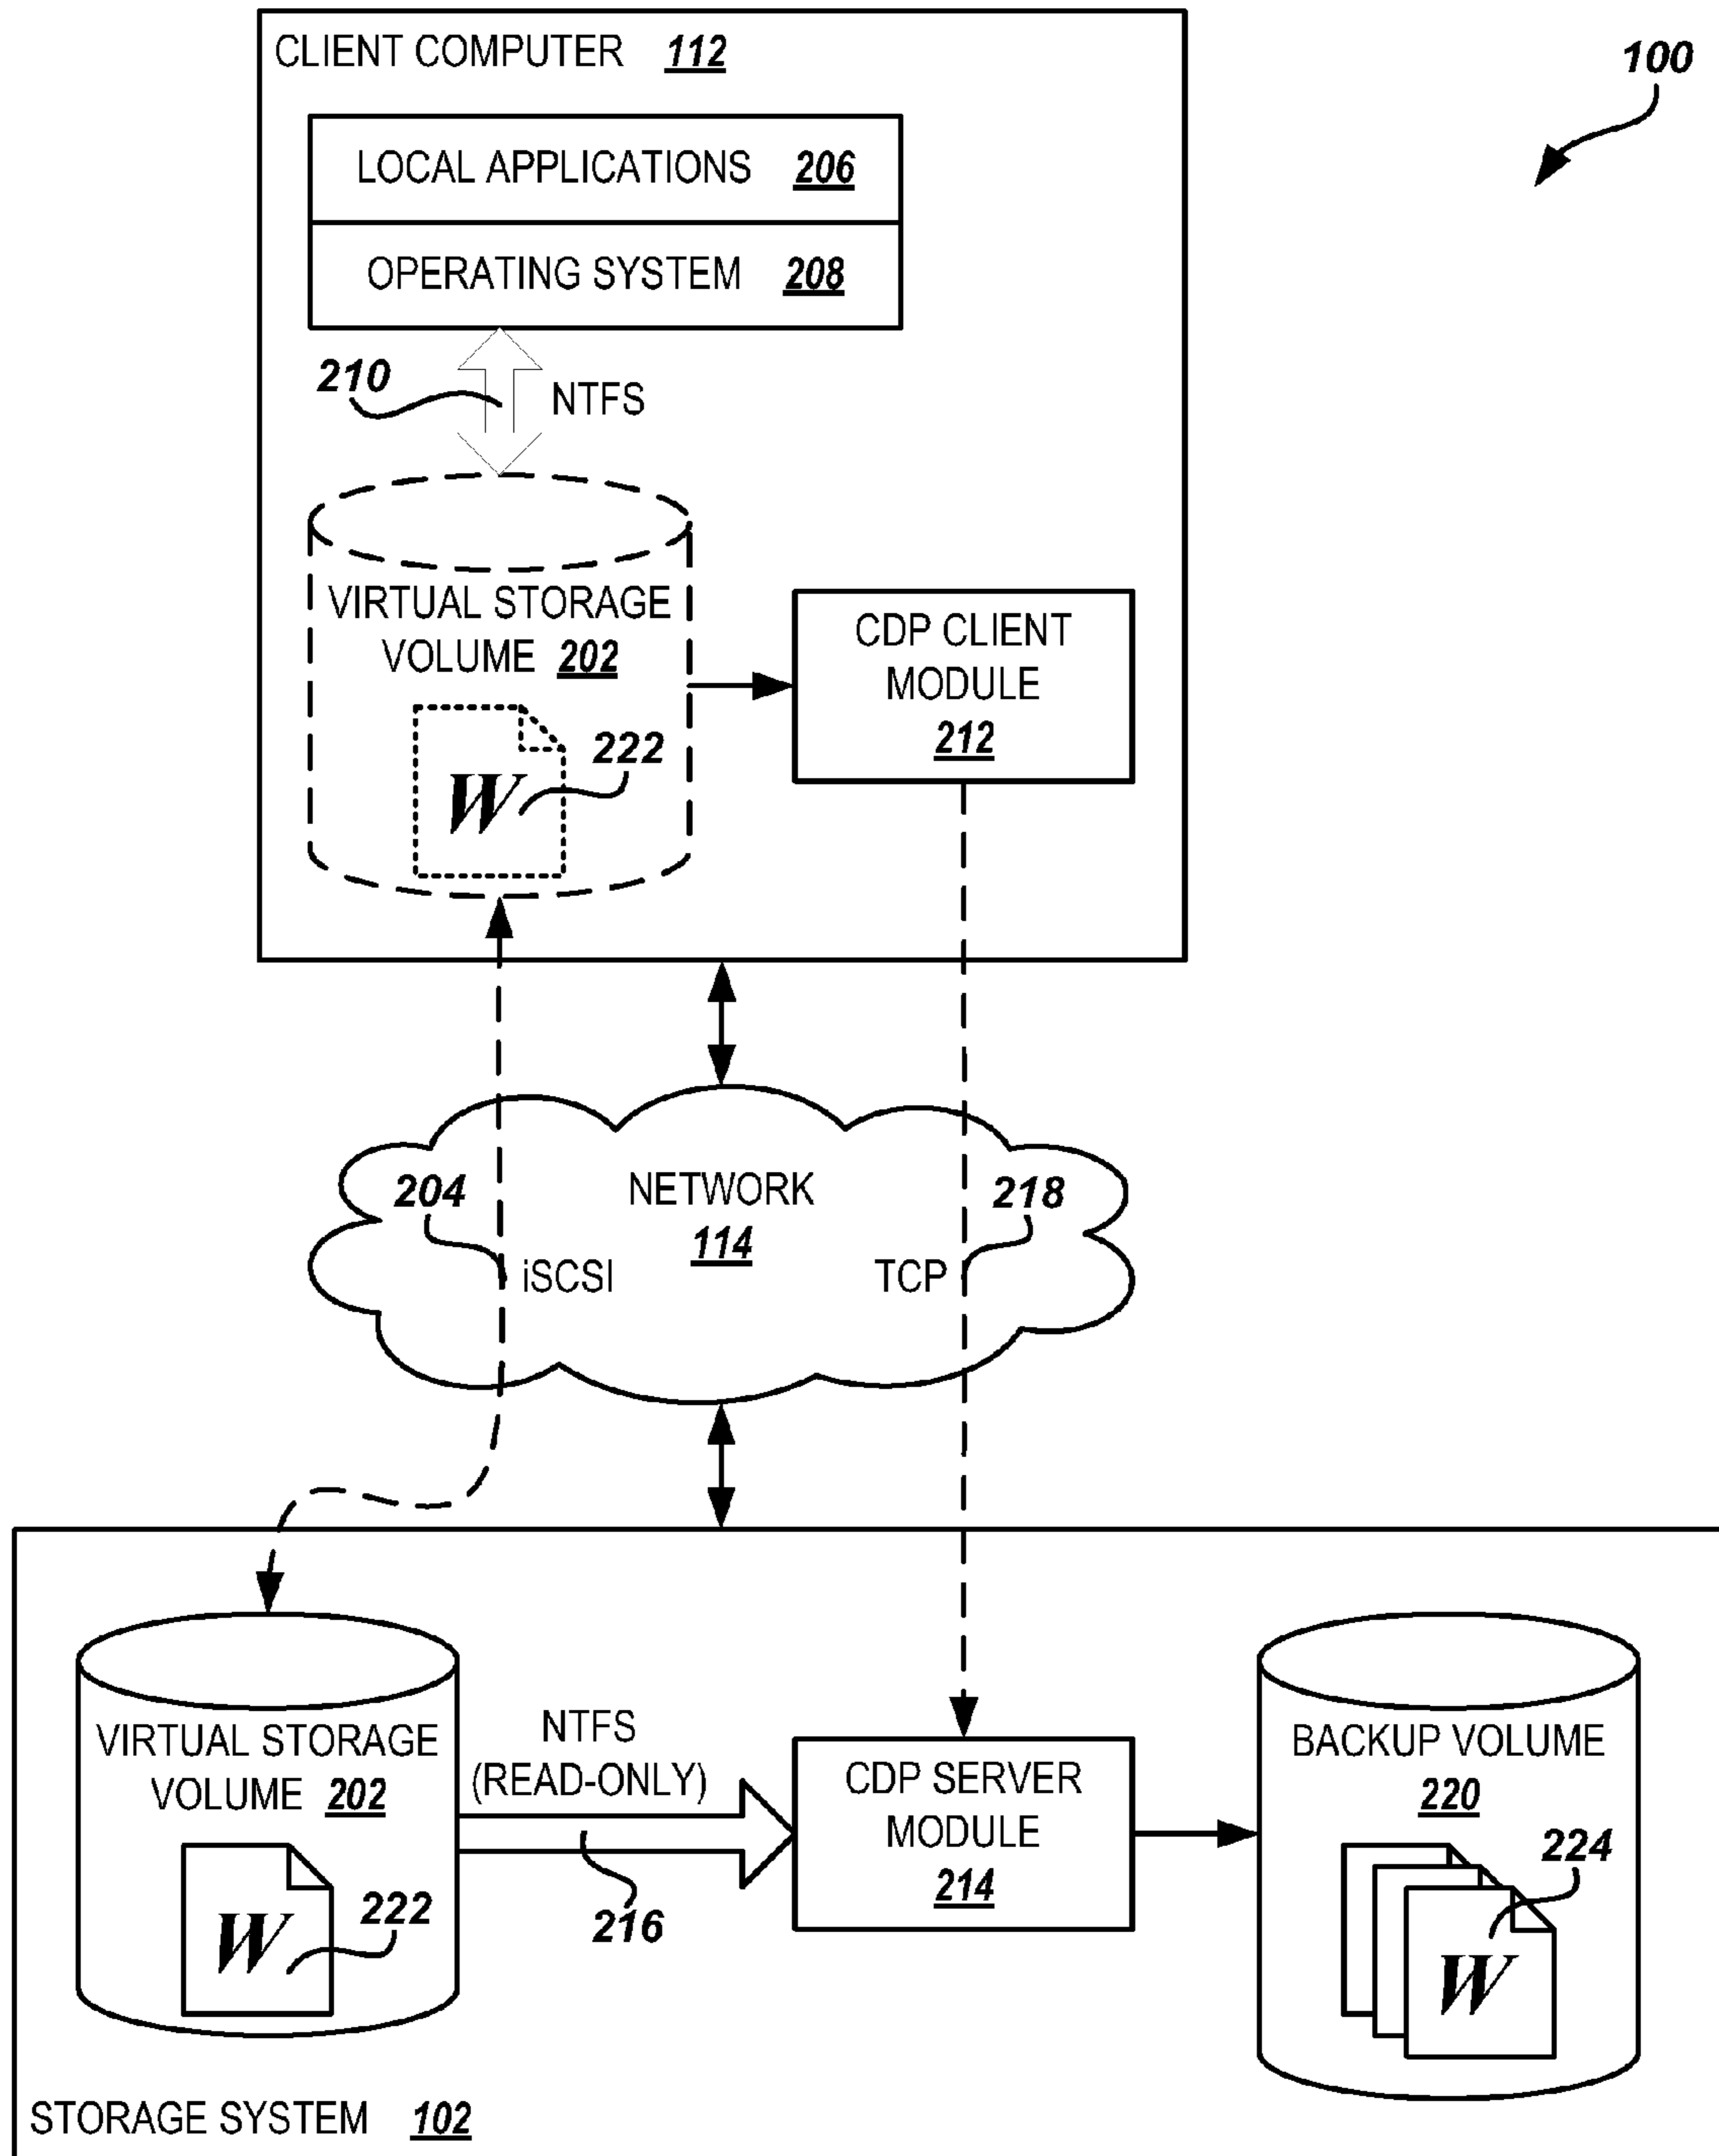 CLIENT COMPUTER 112
100
LOCAL APPLICATIONS 206
OPERATING SYSTEM 208
210
NTFS
VIRTUAL STORAGE
VOLUME 202
W
222
CDP CLIENT
MODULE
212
NETWORK
114
204
iSCSI
218
TCP
VIRTUAL STORAGE
VOLUME 202
W
222
NTFS
(READ-ONLY)
216
CDP SERVER
MODULE
214
BACKUP VOLUME
220
224
W
STORAGE SYSTEM 102